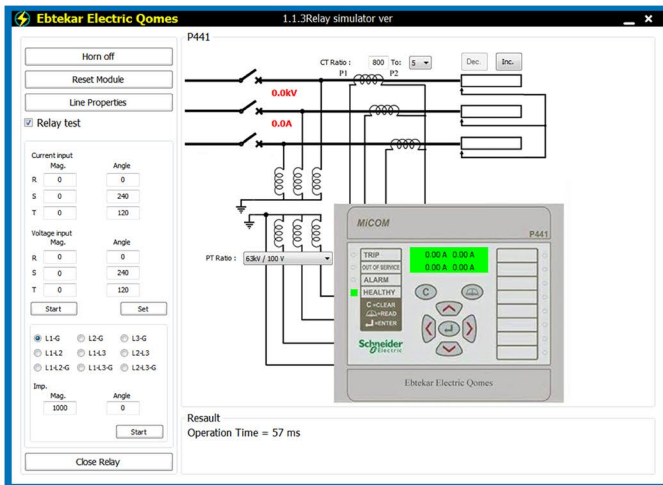 Ebtekar Electric Qomes
1.1.3Relay simulator ver
Horn off
Reset Module
Line Properties
Relay test
Current input
Mag. Angle
R 0 0
S 0 240
T 0 120
Voltage input
Mag. Angle
R 0 0
S 0 240
T 0 120
Start Set
L1-G L2-G L3-G
L1-L2 L1-L3 L2-L3
L1-L2-G L1-L3-G L2-L3-G
Imp.
Mag. Angle
1000 0
Start
Close Relay
P441
CT Ratio : 800 To: 5 Dec. Inc.
P1 P2
0.0kV
0.0A
PT Ratio : 63kV / 100 V
MiCOM
P441
TRIP
OUT OF SERVICE
ALARM
HEALTHY
C =CLEAR
=READ
=ENTER
0.00 A 0.00 A
0.00 A 0.00 A
C
Schneider
Electric
Ebtekar Electric Qomes
Resault
Operation Time = 57 ms